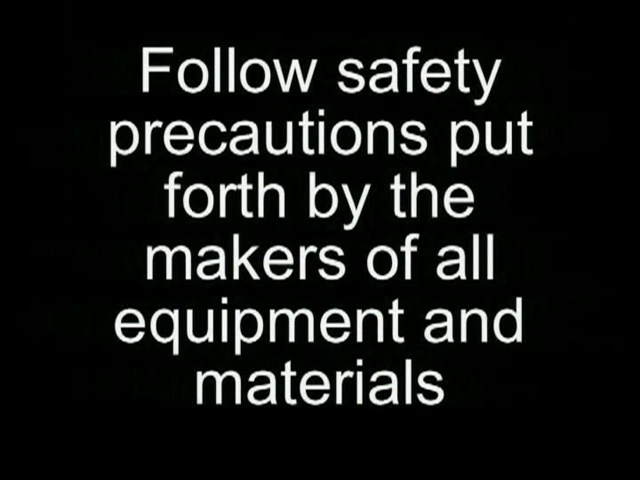 Follow safety
precautions put
forth by the
makers of all
equipment and
materials